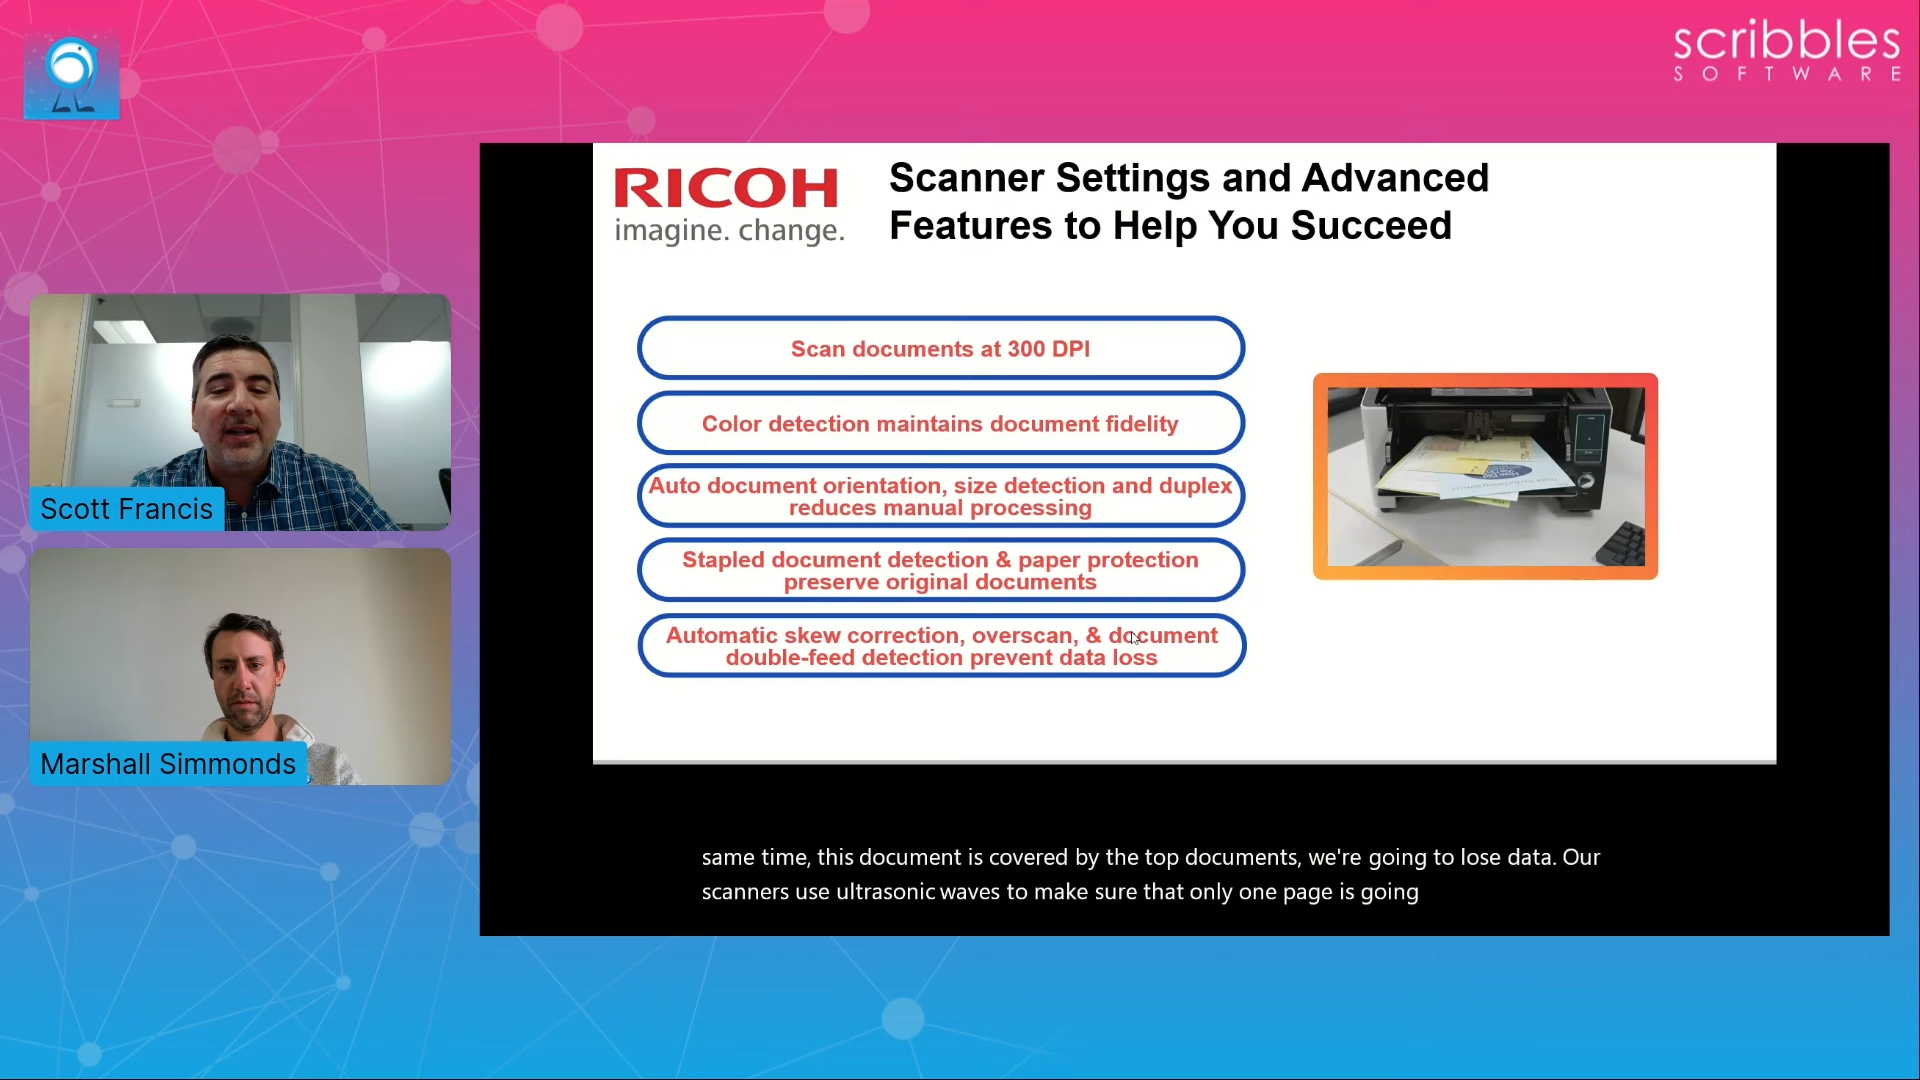 scribbles
SOFTWARE
RICOH
imagine. change.
Scanner Settings and Advanced
Features to Help You Succeed
Scan documents at 300 DPI
Color detection maintains document fidelity
Auto document orientation, size detection and duplex
reduces manual processing
Stapled document detection & paper protection
preserve original documents
Automatic skew correction, overscan, & document
double-feed detection prevent data loss
Scott Francis
Marshall Simmonds
same time, this document is covered by the top documents, we're going to lose data. Our
scanners use ultrasonic waves to make sure that only one page is going